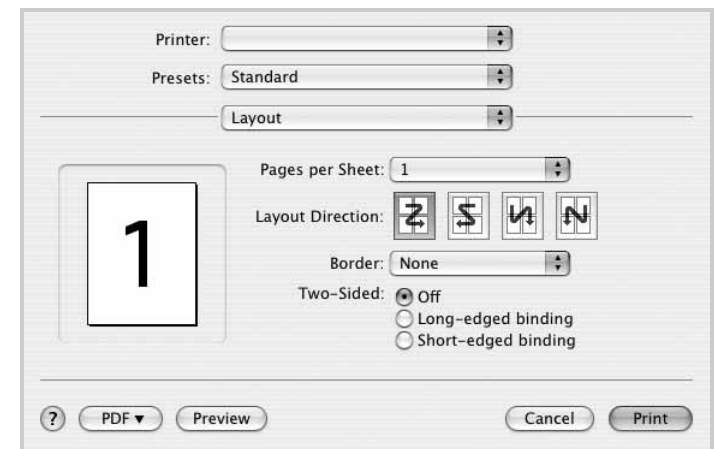 Printer:
Presets: Standard
Layout
Pages per Sheet: 1
Layout Direction:
1
Border: None
Two-Sided: Off
Long-edged binding
Short-edged binding
? PDF▼ Preview Cancel Print